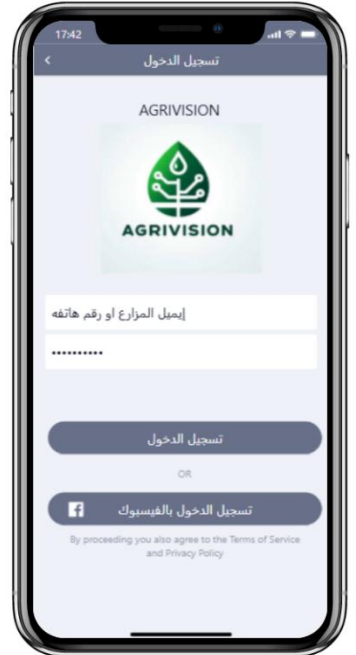 17:42
تسجيل الدخول
AGRIVISION
AGRIVISION
إيميل المزارع او رقم هاتفه
••••••••••
تسجيل الدخول
OR
تسجيل الدخول بالفيسبوك
By proceeding you also agree to the Terms of Service
and Privacy Policy